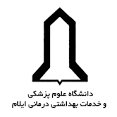 دانشگاه علوم پزشکی
و خدمات بهداشتی درمانی ایلام